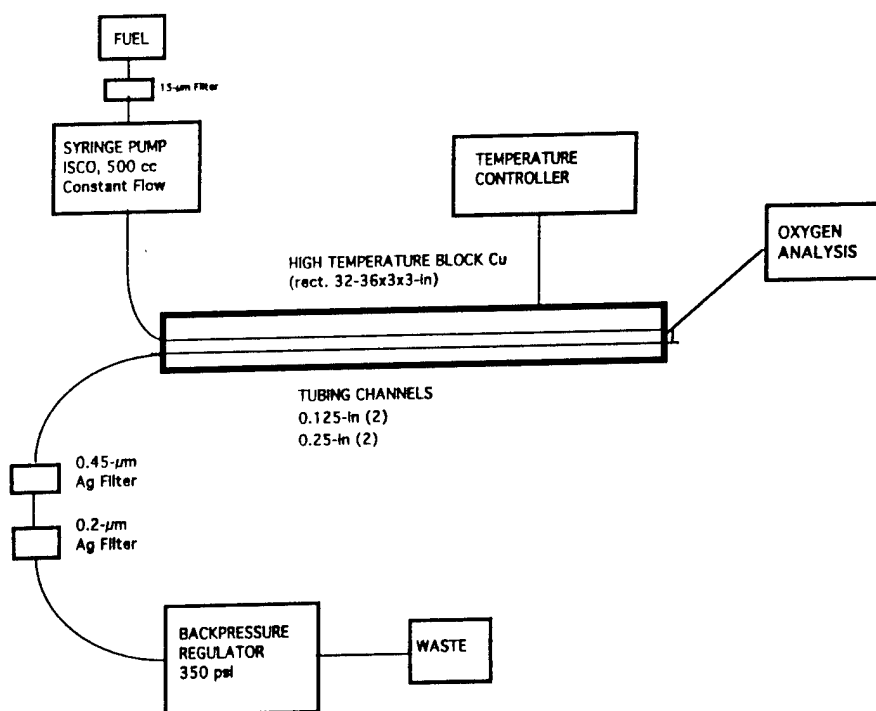 FUEL
15-μm Filter
SYRINGE PUMP
ISCO, 500 cc
Constant Flow
TEMPERATURE
CONTROLLER
OXYGEN
ANALYSIS
HIGH TEMPERATURE BLOCK Cu
(rect. 32-36x3x3-in)
TUBING CHANNELS
0.125-in (2)
0.25-in (2)
0.45-μm
Ag Filter
0.2-μm
Ag Filter
BACKPRESSURE
REGULATOR
350 psi
WASTE